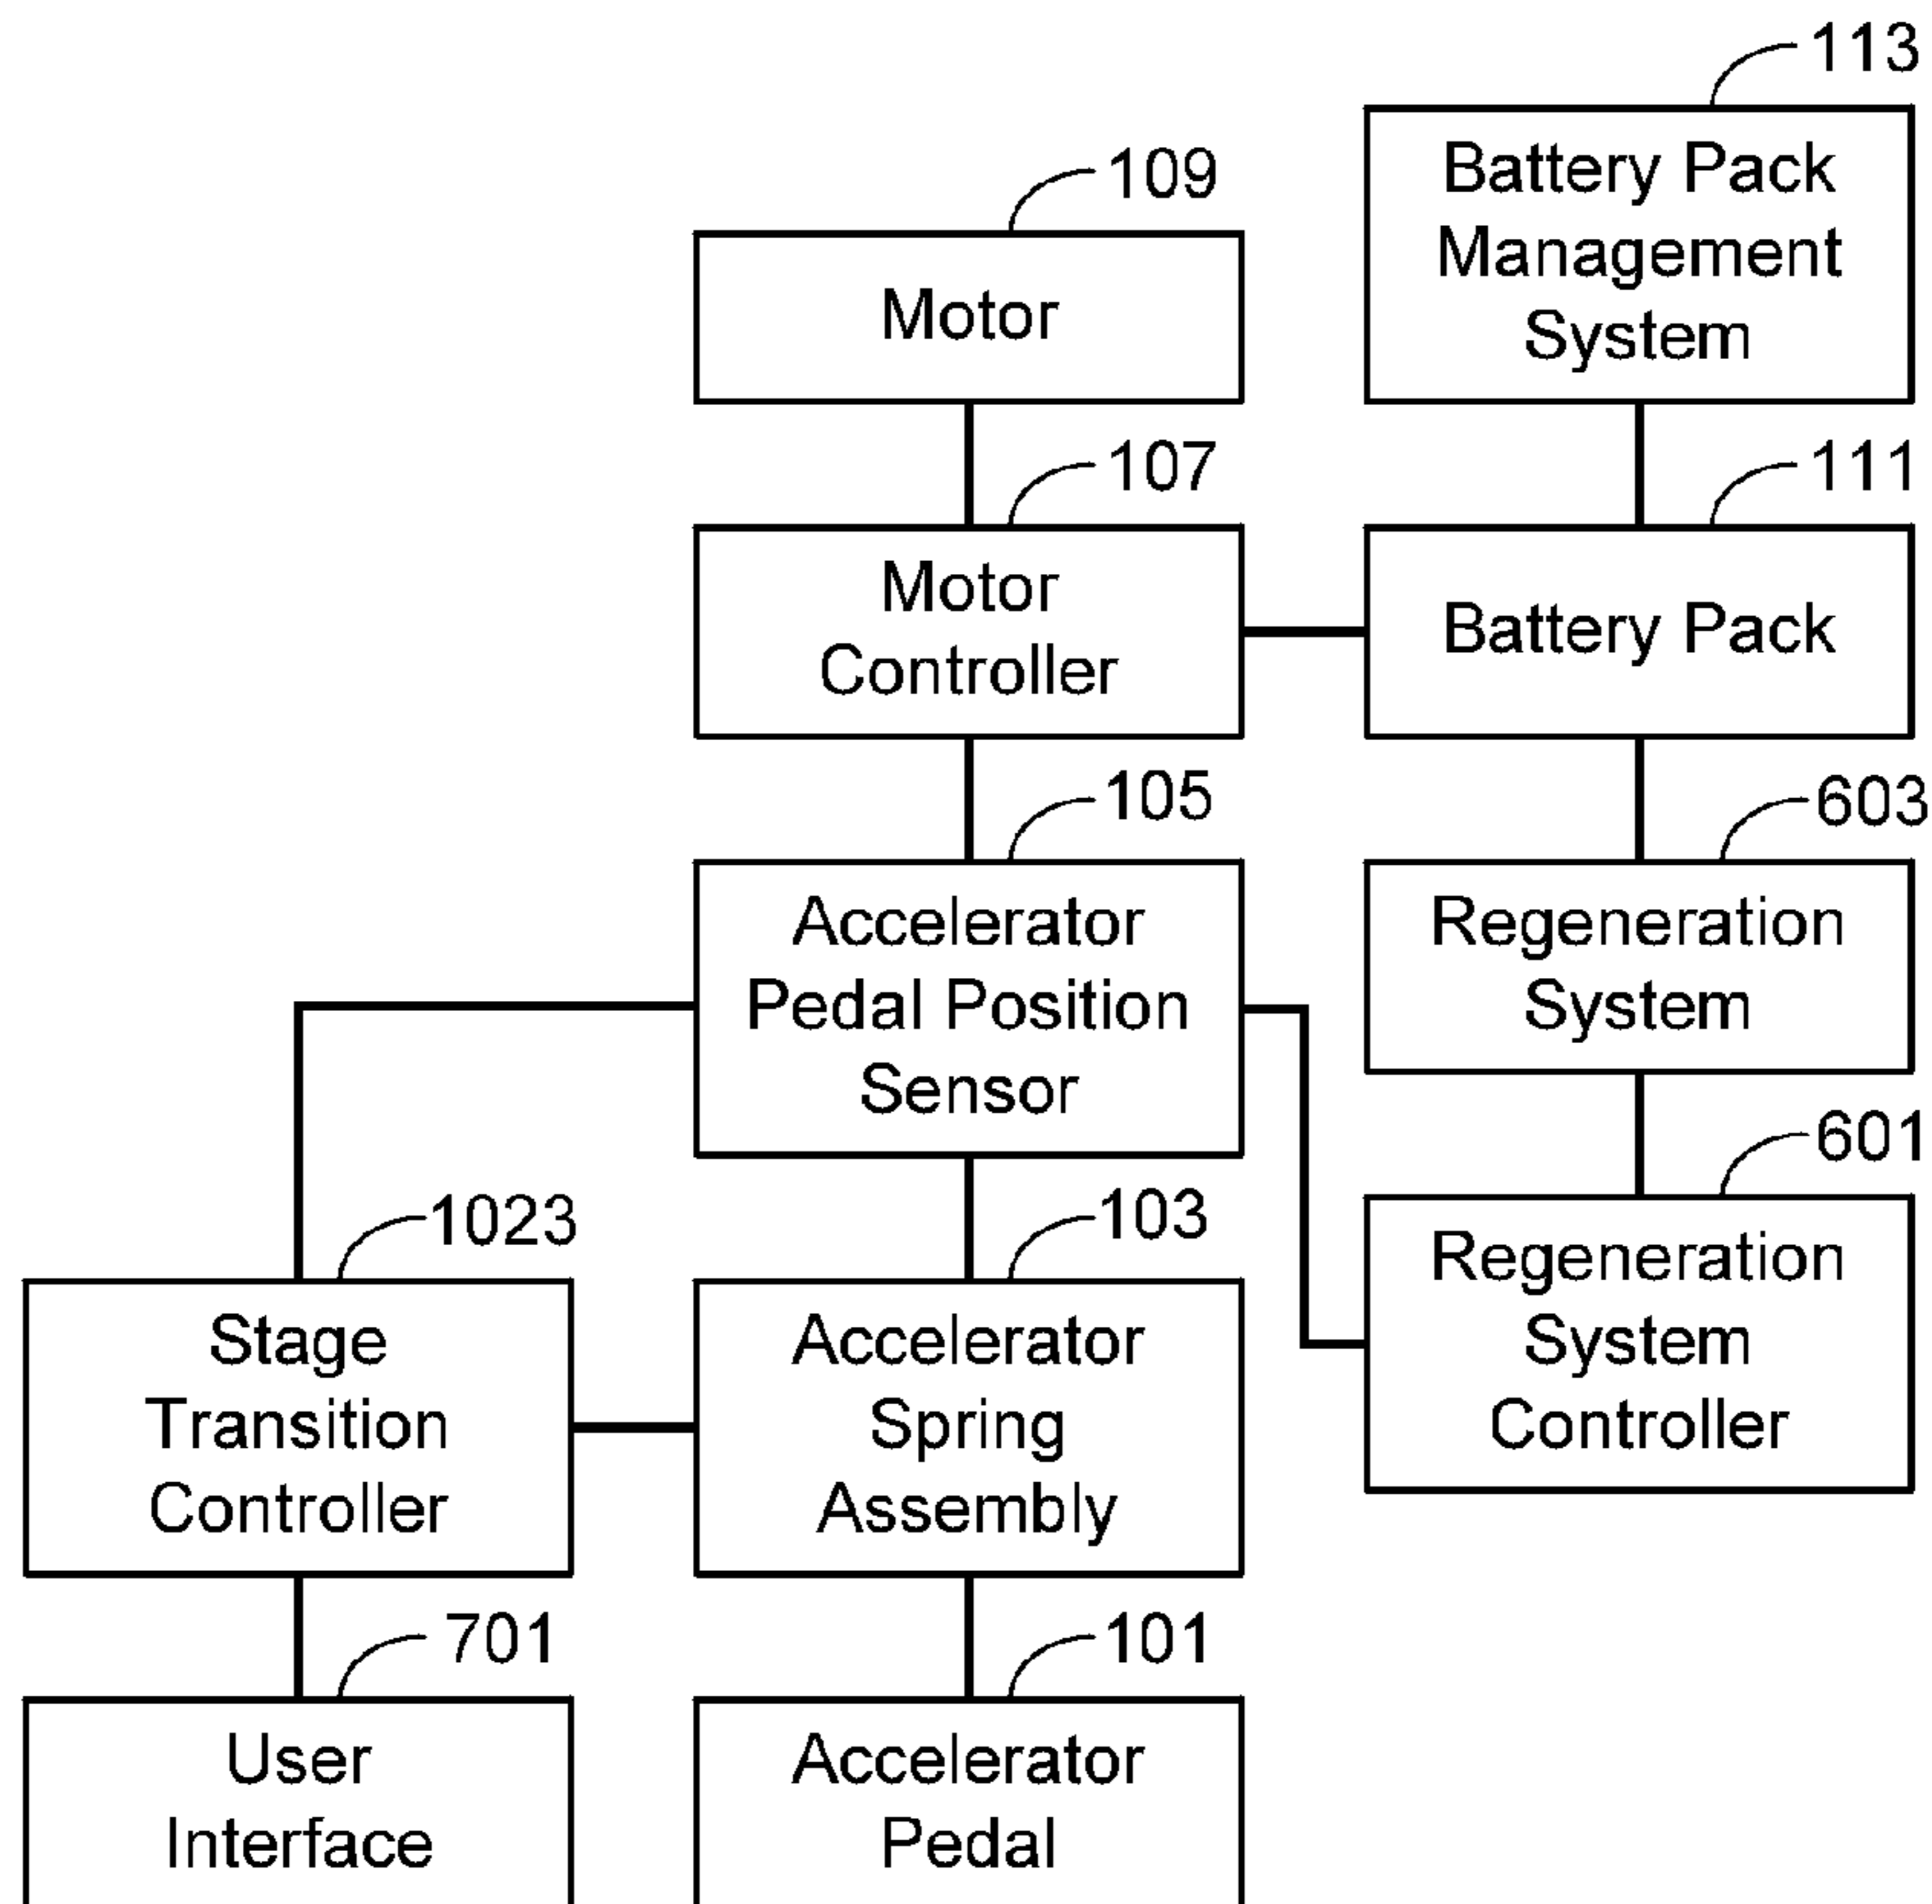 113
Battery Pack
Management
System
109
Motor
107
Motor
Controller
111
Battery Pack
105
Accelerator
Pedal Position
Sensor
603
Regeneration
System
601
Regeneration
System
Controller
1023
Stage
Transition
Controller
103
Accelerator
Spring
Assembly
701
User
Interface
101
Accelerator
Pedal